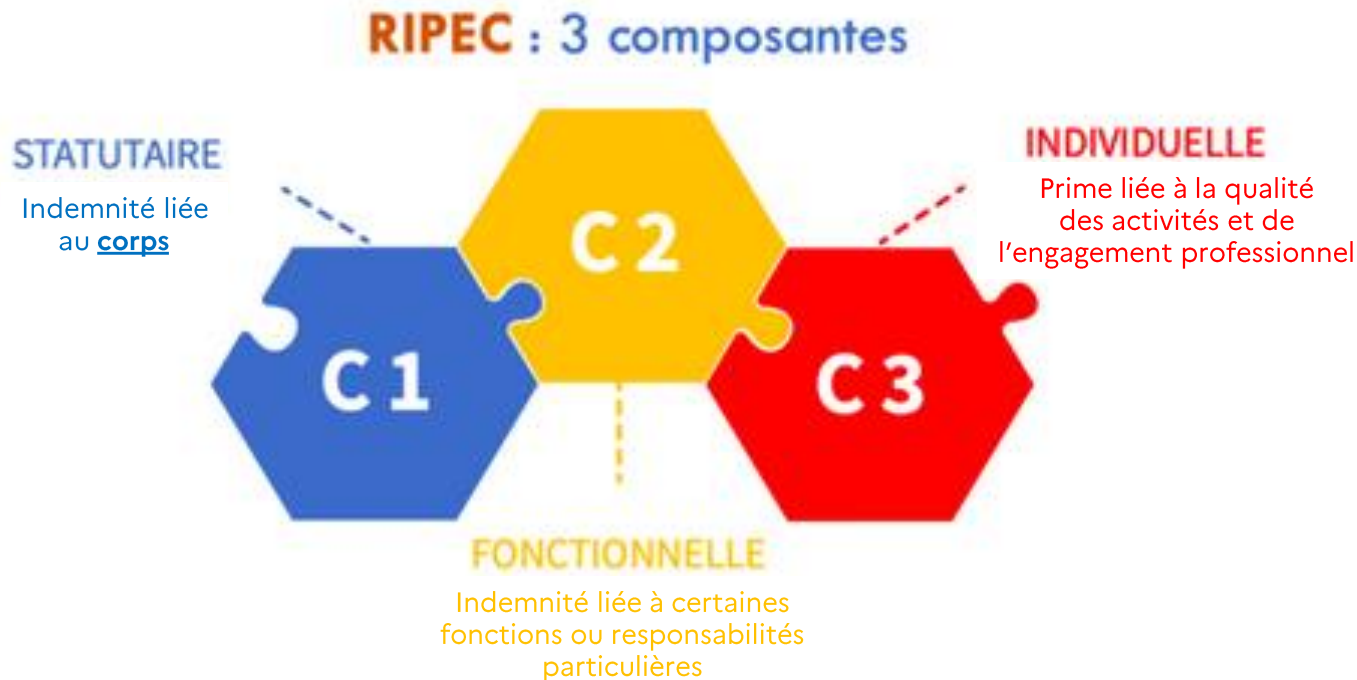 RIPEC : 3 composantes
STATUTAIRE
Indemnité liée
au corps
C 1
C 2
FONCTIONNELLE
Indemnité liée à certaines
fonctions ou responsabilités
particulières
C 3
INDIVIDUELLE
Prime liée à la qualité
des activités et de
l’engagement professionnel